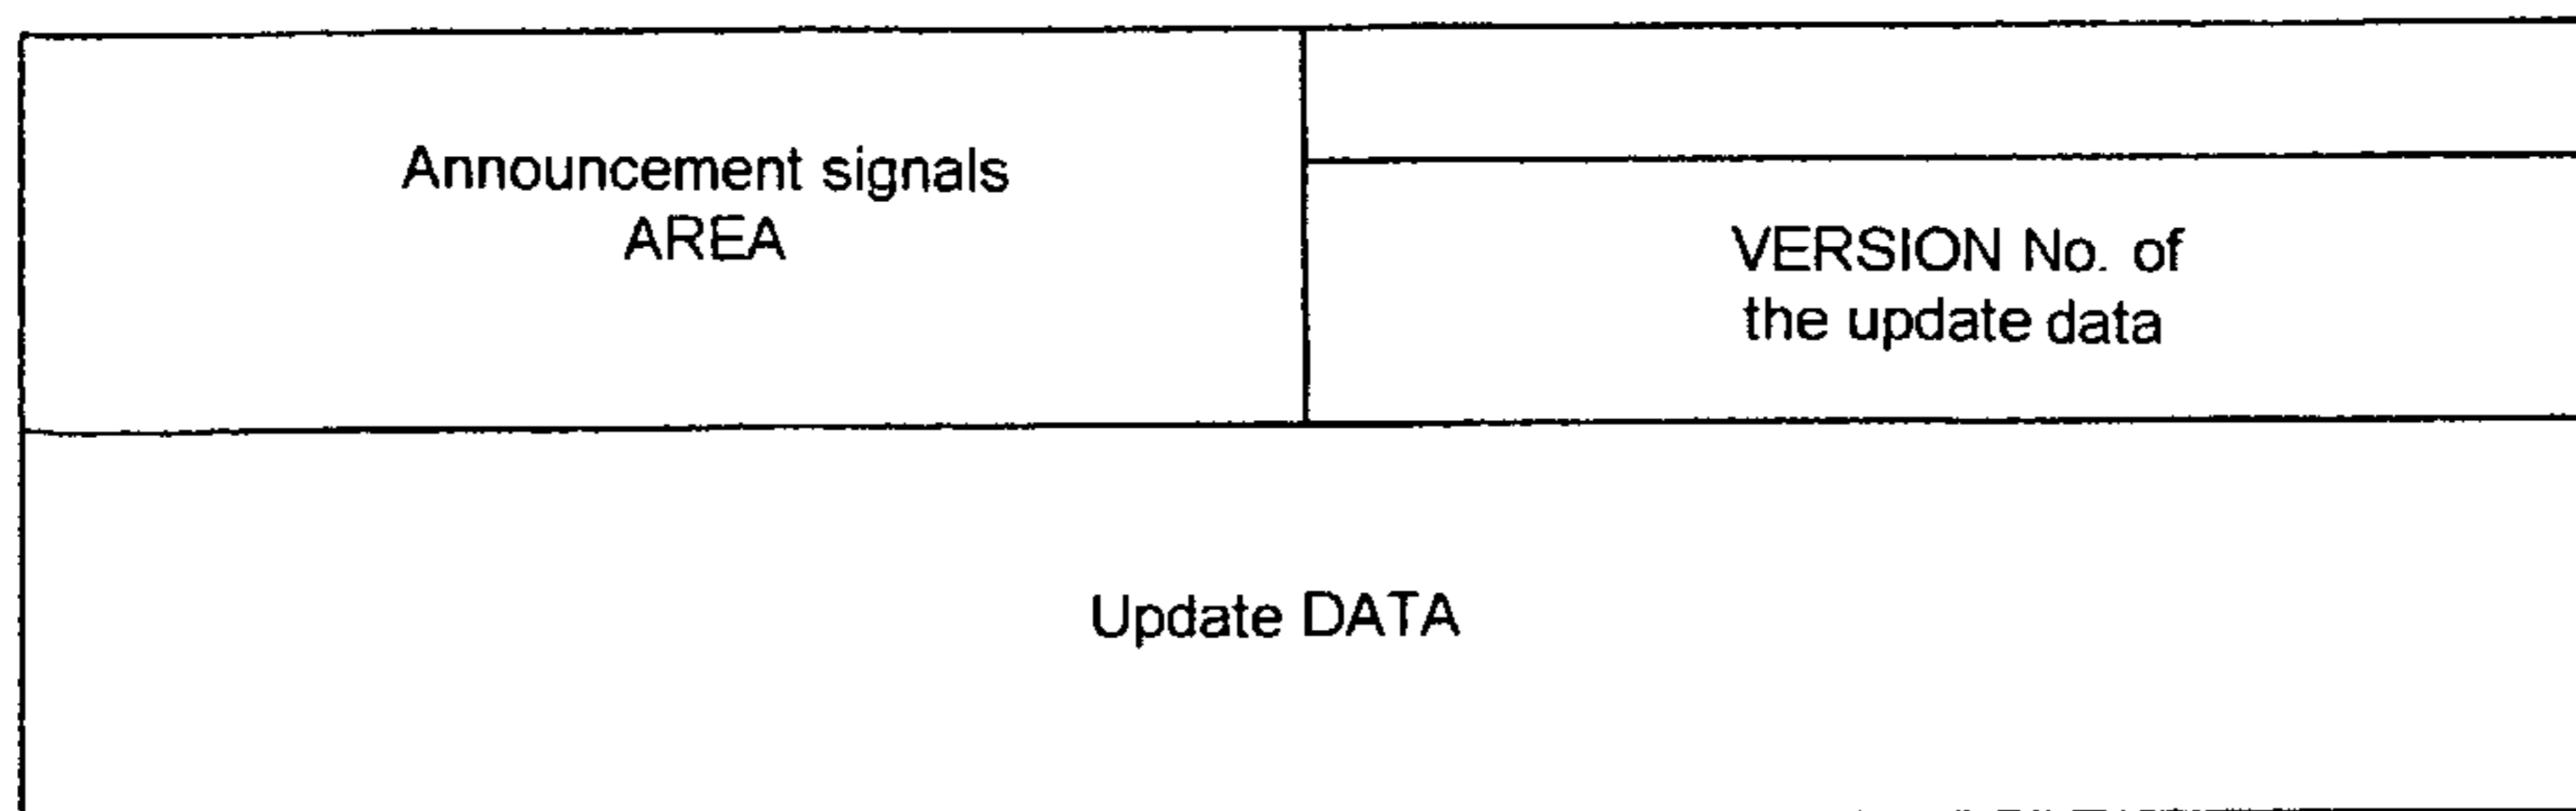 Announcement signals
AREA
VERSION No. of
the update data
Update DATA